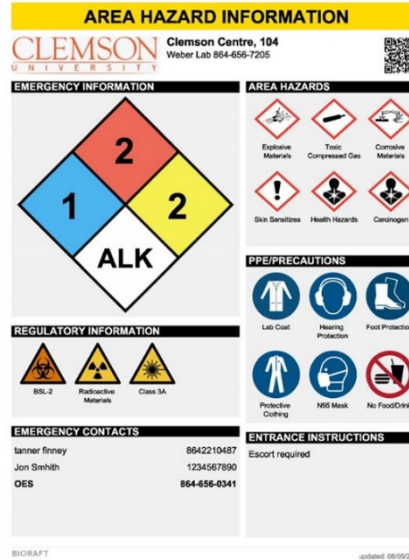 AREA HAZARD INFORMATION
CLEMSON
UNIVERSITY
Clemson Centre, 104
Weber Lab 864-656-7205
EMERGENCY INFORMATION
2
1
2
ALK
AREA HAZARDS
Explosive Materials
Toxic Compressed Gas
Corrosive Materials
Skin Sensitizes
Health Hazards
Carcinogen
PPE/PRECAUTIONS
Lab Coat
Hearing Protection
Foot Protection
Protective Clothing
N95 Mask
No Food/Drink
REGULATORY INFORMATION
BSL-2
Radioactive Materials
Class 3A
EMERGENCY CONTACTS
tanner finney 8642210487
Jon Smhith 1234567890
OES 864-656-0341
ENTRANCE INSTRUCTIONS
Escort required
BIORAFT
updated: